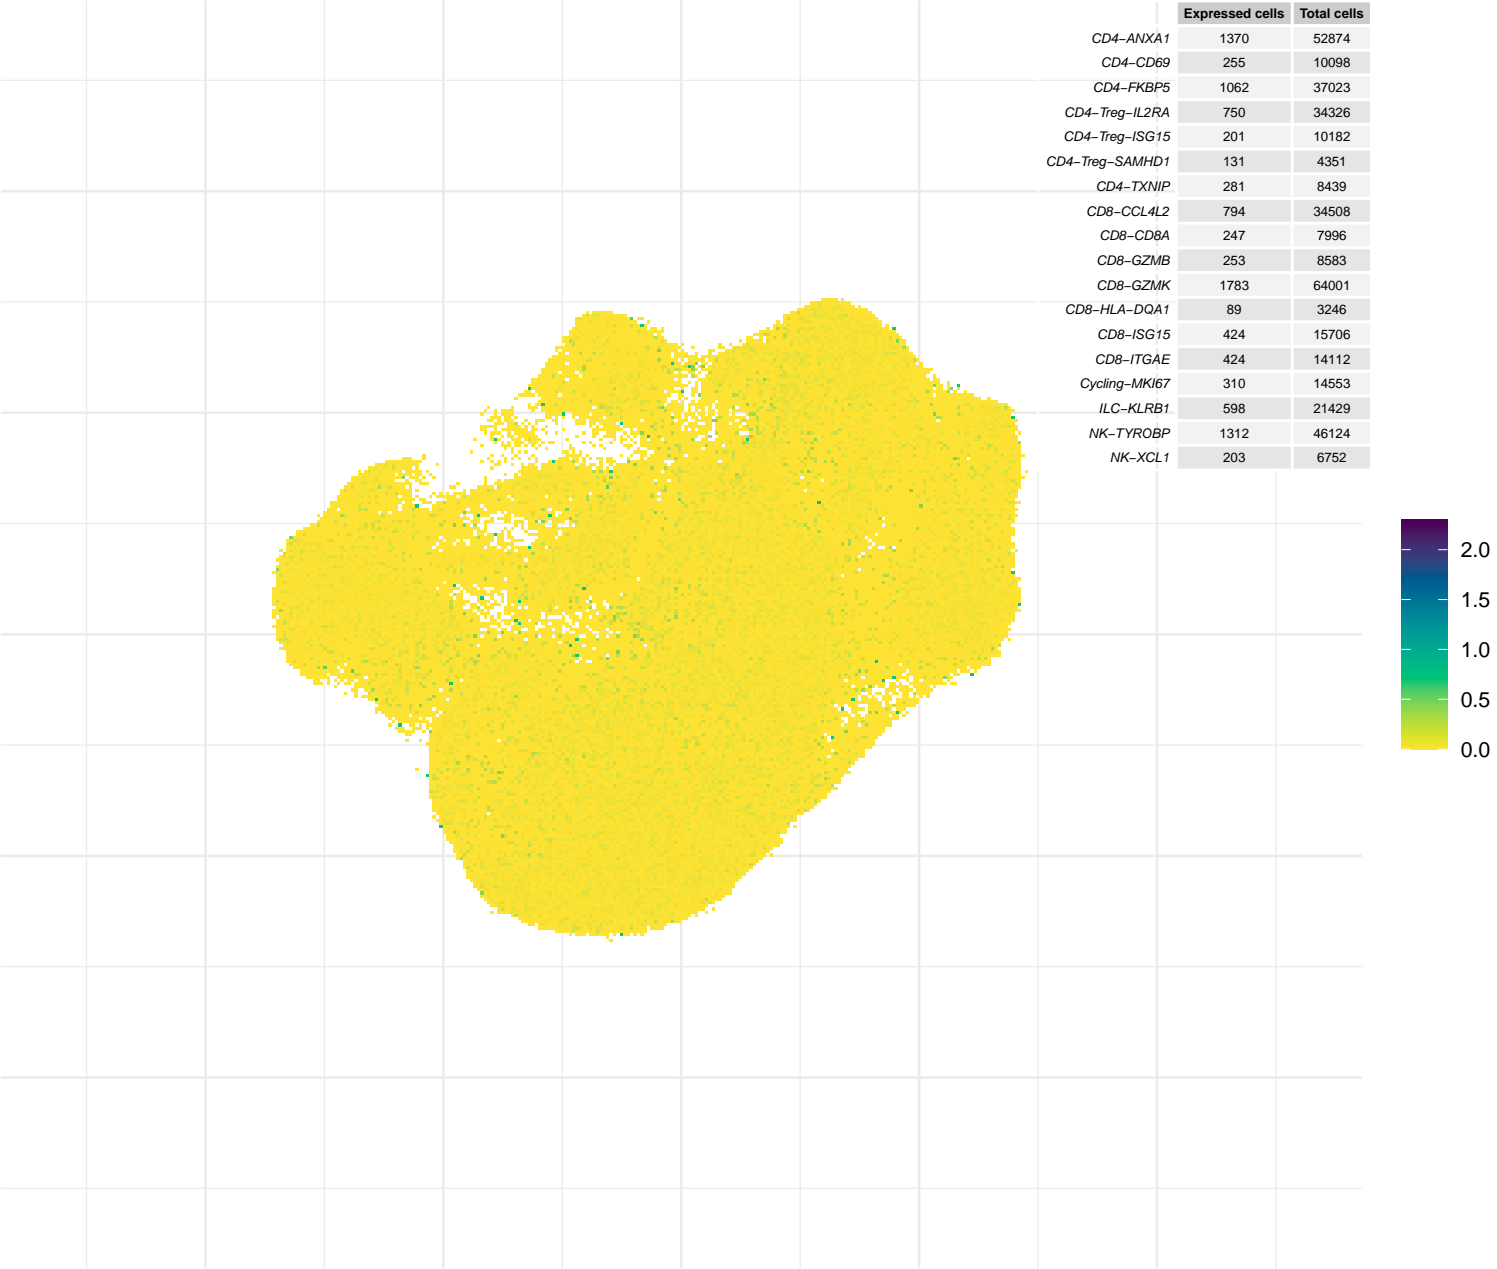 Expressed cells Total cells
CD4−ANXA1 1370 52874
CD4−CD69 255 10098
CD4−FKBP5 1062 37023
CD4−Treg−IL2RA 750 34326
CD4−Treg−ISG15 201 10182
CD4−Treg−SAMHD1 131 4351
CD4−TXNIP 281 8439
CD8−CCL4L2 794 34508
CD8−CD8A 247 7996
CD8−GZMB 253 8583
CD8−GZMK 1783 64001
CD8−HLA−DQA1 89 3246
CD8−ISG15 424 15706
CD8−ITGAE 424 14112
Cycling−MKI67 310 14553
ILC−KLRB1 598 21429
NK−TYROBP 1312 46124
NK−XCL1 203 6752
2.0
1.5
1.0
0.5
0.0